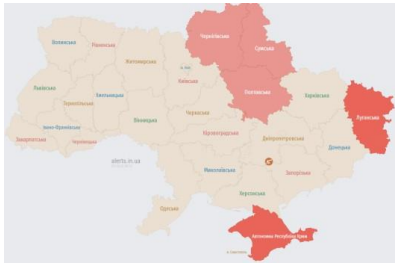 Чернігівська
Сумська
Волинська
Рівненська
Житомирська
м. Київ
Київська
Полтавська
Харківська
Луганська
Львівська
Тернопільська
Хмельницька
Черкаська
Вінницька
Івано-Франківська
Закарпатська
Чернівецька
Кіровоградська
Дніпропетровська
Донецька
alerts.in.ua
Миколаївська
Запорізька
Одеська
Херсонська
Автономна Республіка Крим
м. Севастополь